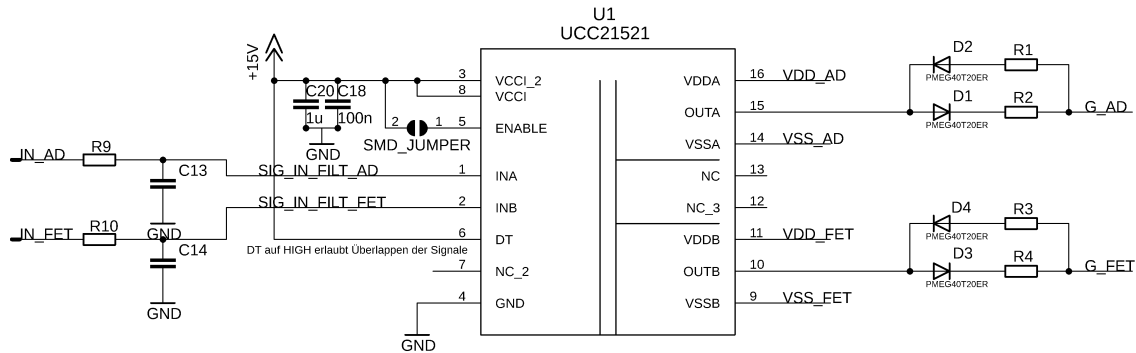 U1
UCC21521
+15V
C20
C18
1u
100n
GND
2
1
SMD_JUMPER
3
VCCI_2
8
VCCI
5
ENABLE
1
INA
2
INB
6
DT
7
NC_2
4
GND
GND
IN_AD
R9
C13
GND
SIG_IN_FILT_AD
SIG_IN_FILT_FET
IN_FET
R10
C14
GND
DT auf HIGH erlaubt Überlappen der Signale
VDDA
16
VDD_AD
OUTA
15
VSSA
14
VSS_AD
NC
13
NC_3
12
VDDB
11
VDD_FET
OUTB
10
VSSB
9
VSS_FET
D2
R1
PMEG40T20ER
D1
R2
PMEG40T20ER
G_AD
D4
R3
PMEG40T20ER
D3
R4
PMEG40T20ER
G_FET